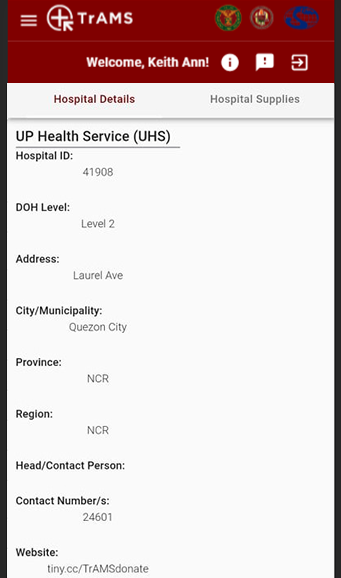 TrAMS
Welcome, Keith Ann!
Hospital Details Hospital Supplies
UP Health Service (UHS)
Hospital ID:
41908
DOH Level:
Level 2
Address:
Laurel Ave
City/Municipality:
Quezon City
Province:
NCR
Region:
NCR
Head/Contact Person:
Contact Number/s:
24601
Website:
tiny.cc/TrAMSdonate